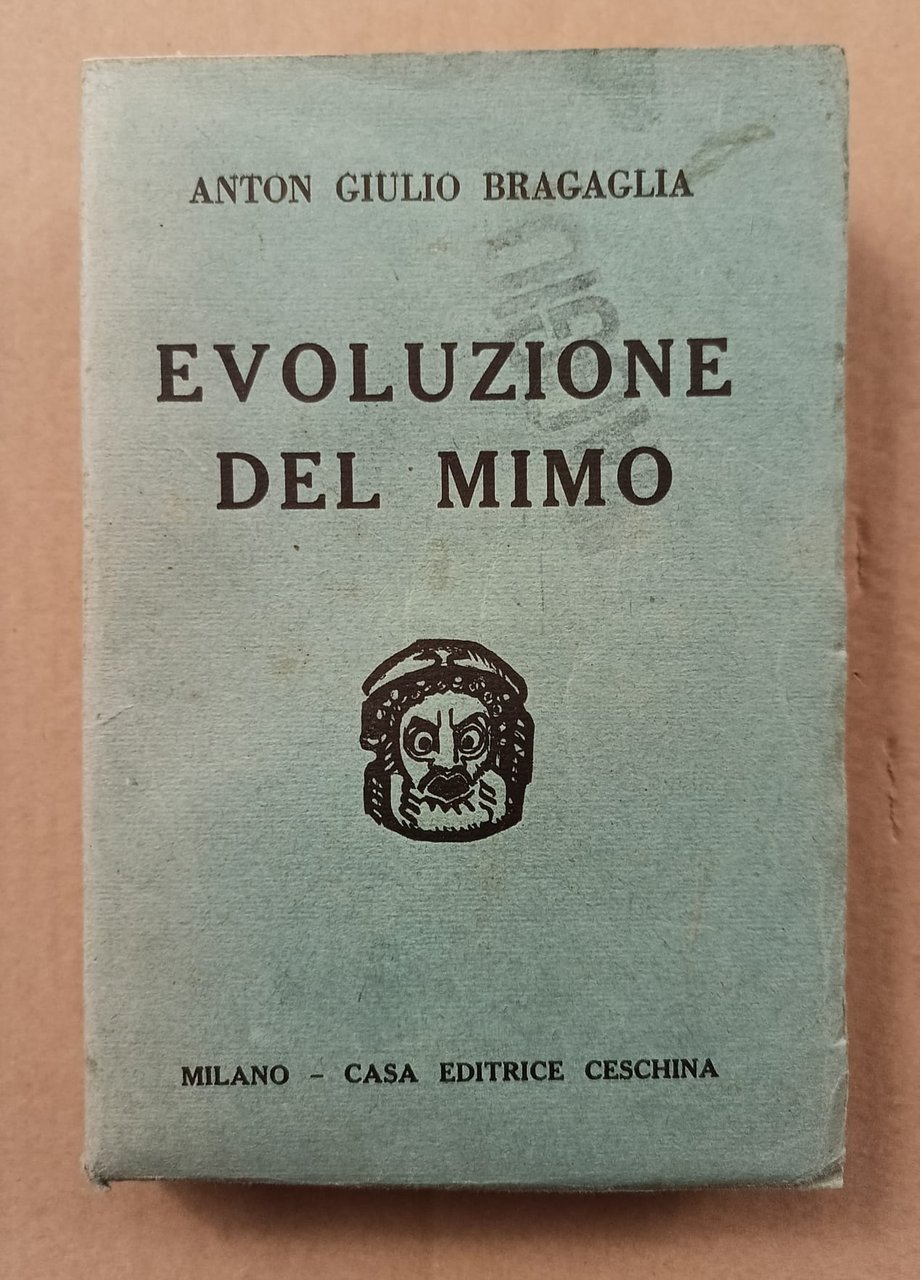 ANTON GIULIO BRAGAGLIA
EVOLUZIONE
DEL MIMO
MILANO – CASA EDITRICE CESCHINA